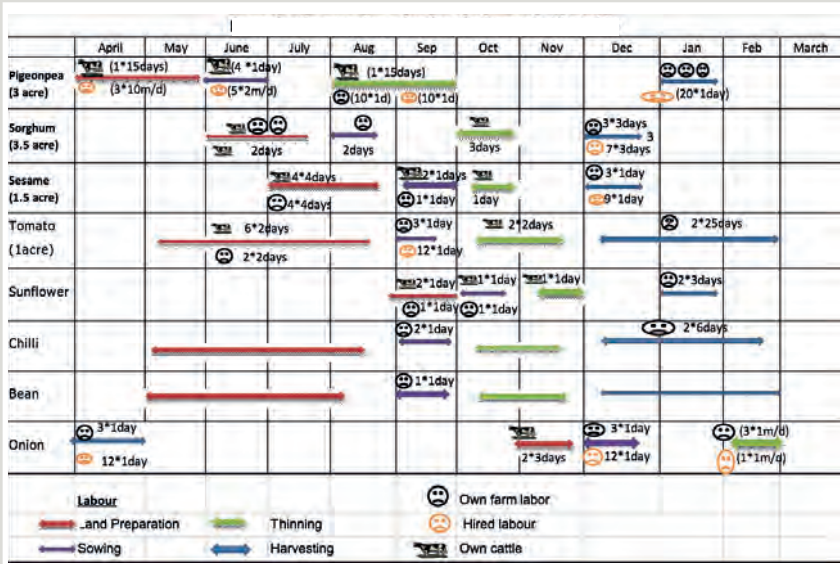 April May June July Aug Sep Oct Nov Dec Jan Feb March
Pigeonpea
(3 acre)
(1*15days) (4 *1day) (1*15days)
(3*10m/d) (5*2m/d) (10*1d) (10*1d) (20*1day)
Sorghum
(3.5 acre)
3*3days
3
2days 2days 3days 7*3days
Sesame
(1.5 acre)
4*4days 2*1days 3*1day
4*4days 1*1day 1day 9*1day
Tomato
(1acre)
6*2days 3*1day 2*2days 2*25days
2*2days 12*1day
Sunflower
2*1day 1*1day 1*1day 2*3days
1*1day 1*1day
Chilli
2*1day 2*6days
Bean
1*1day
Onion
3*1day 3*1day (3*1m/d)
12*1day 2*3days 12*1day (1*1m/d)
Labour
.and Preparation Thinning Own farm labor
Hired labour
Sowing Harvesting Own cattle